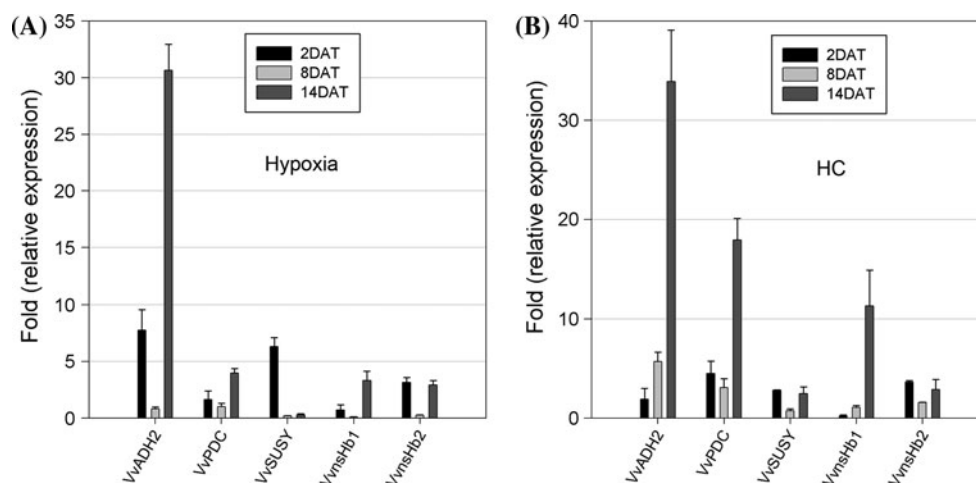 (A)
Fold (relative expression)
35
30
25
20
15
10
5
0
2DAT
8DAT
14DAT
Hypoxia
VvADH2
VvPDC
VvSUSY
VvnsHb1
VvnsHb2
(B)
Fold (relative expression)
40
30
20
10
0
2DAT
8DAT
14DAT
HC
VvADH2
VvPDC
VvSUSY
VvnsHb1
VvnsHb2